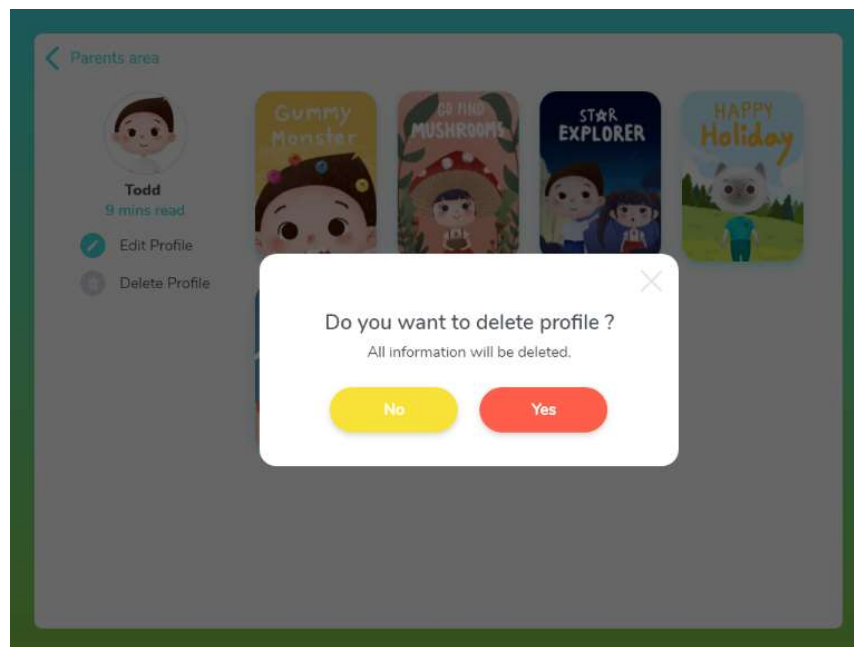 Parents area
Todd
9 mins read
Edit Profile
Delete Profile
Gummy
Monster
GO FIND
MUSHROOMS
STAR
EXPLORER
HAPPY
Holiday
Do you want to delete profile ?
All information will be deleted.
No
Yes